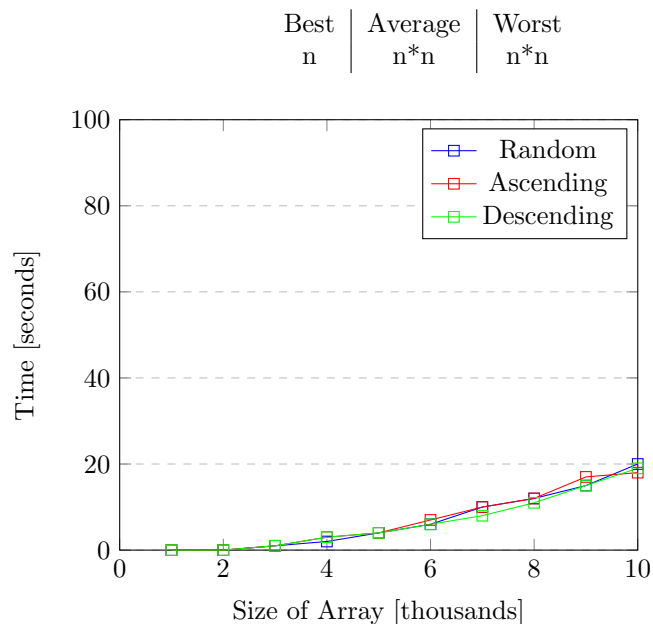 Best Average Worst
n n*n n*n
100
80
60
40
20
0
0 2 4 6 8 10
Time [seconds]
Size of Array [thousands]
Random
Ascending
Descending